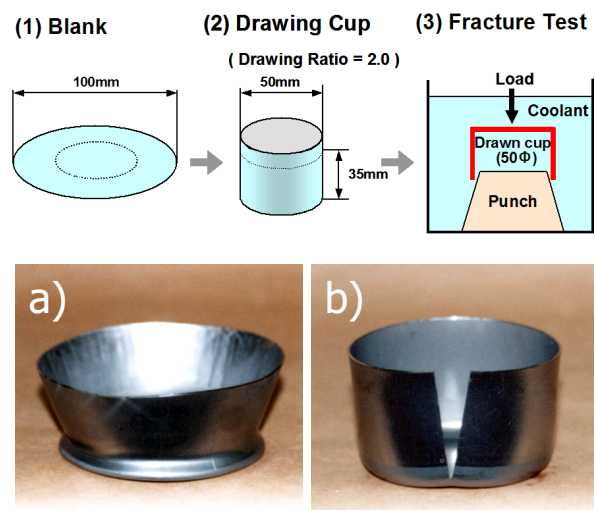 (1) Blank
(2) Drawing Cup
(3) Fracture Test
( Drawing Ratio = 2.0 )
100mm
50mm
35mm
Load
Coolant
Drawn cup
(50Φ)
Punch
a)
b)